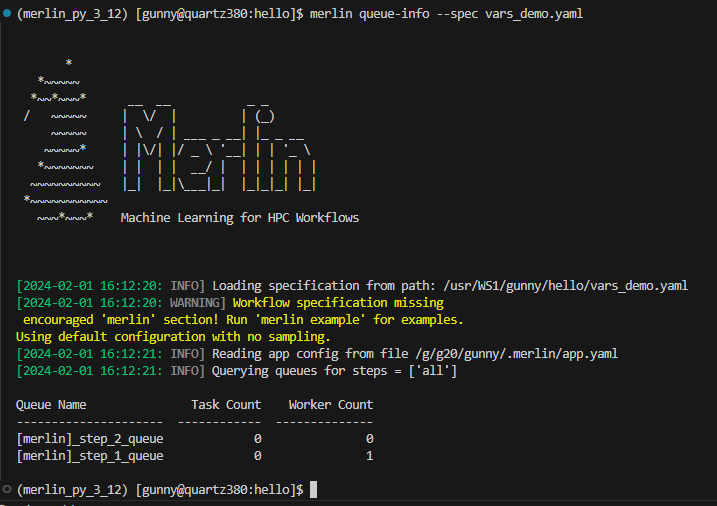 (merlin_py_3_12) [gunny@quartz380:hello]$ merlin queue-info --spec vars_demo.yaml
Merlin
Machine Learning for HPC Workflows
[2024-02-01 16:12:20: INFO] Loading specification from path: /usr/WS1/gunny/hello/vars_demo.yaml
[2024-02-01 16:12:20: WARNING] Workflow specification missing
encouraged 'merlin' section! Run 'merlin example' for examples.
Using default configuration with no sampling.
[2024-02-01 16:12:21: INFO] Reading app config from file /g/g20/gunny/.merlin/app.yaml
[2024-02-01 16:12:21: INFO] Querying queues for steps = ['all']
Queue Name Task Count Worker Count
--------------------- ------------ --------------
[merlin]_step_2_queue 0 0
[merlin]_step_1_queue 0 1
(merlin_py_3_12) [gunny@quartz380:hello]$